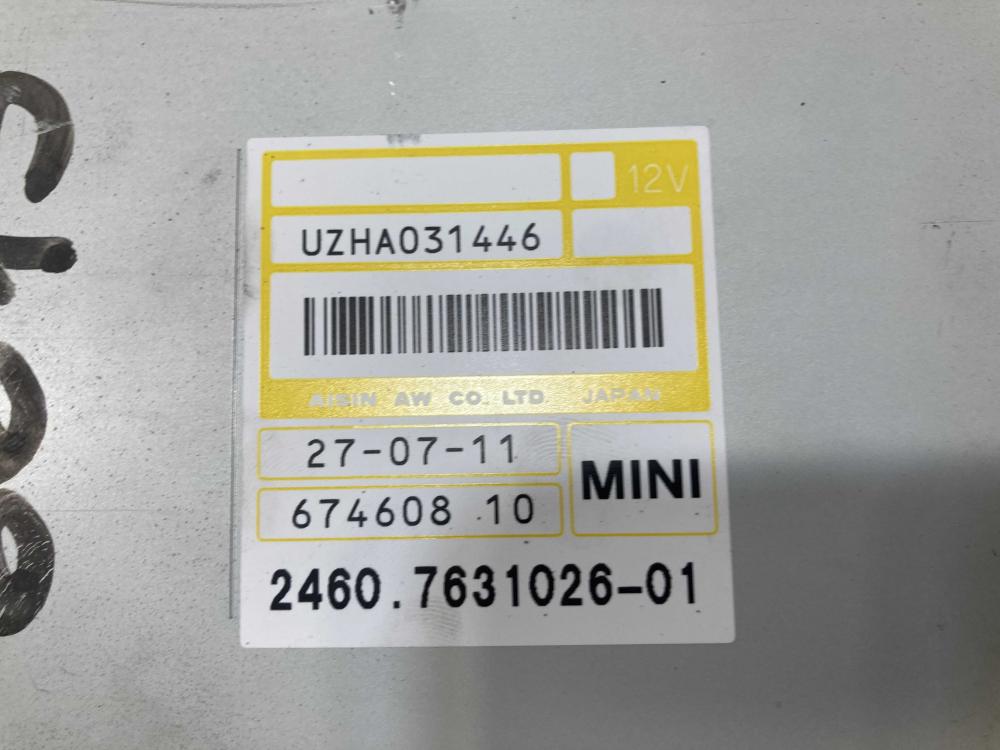 12V
UZHA031446
AISIN AW CO. LTD. JAPAN
27-07-11
MINI
674608 10
2460.7631026-01